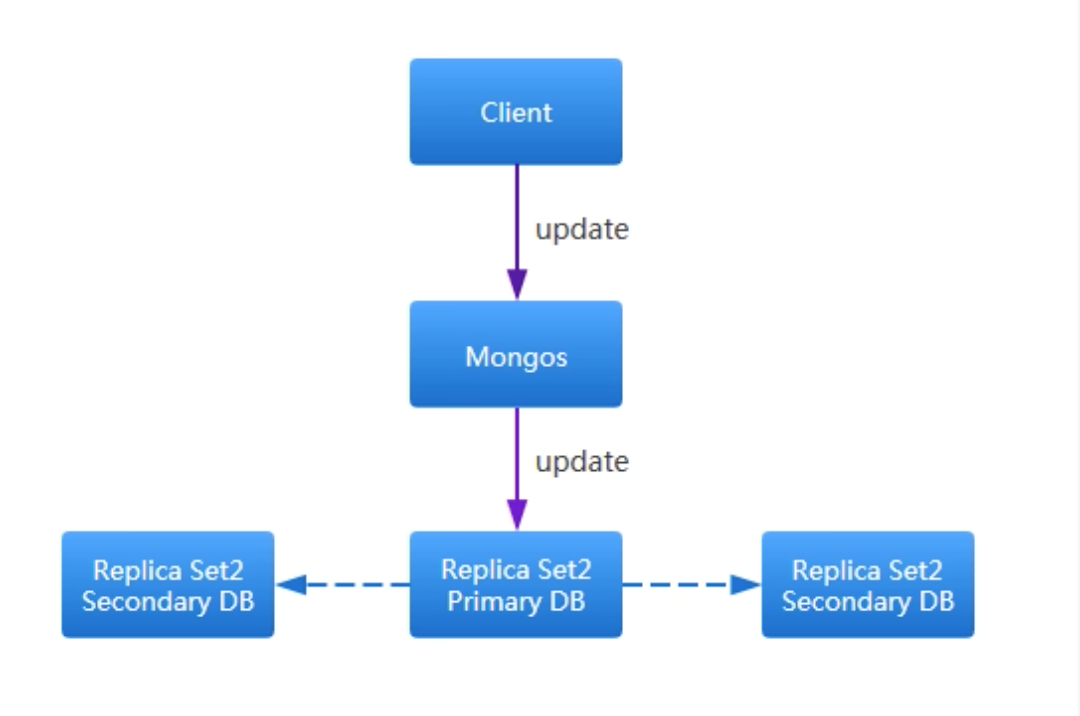 Client
update
Mongos
update
Replica Set2
Secondary DB
Replica Set2
Primary DB
Replica Set2
Secondary DB